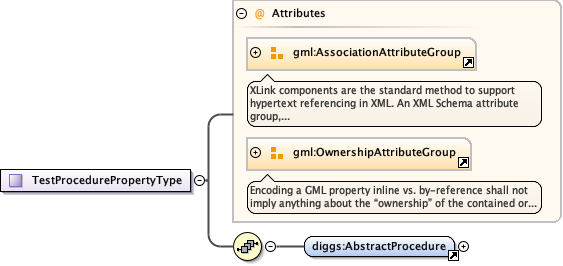 @ Attributes
gml:AssociationAttributeGroup
XLink components are the standard method to support
hypertext referencing in XML. An XML Schema attribute
group,...
gml:OwnershipAttributeGroup
Encoding a GML property inline vs. by-reference shall not
imply anything about the “ownership” of the contained or...
TestProcedurePropertyType
diggs:AbstractProcedure